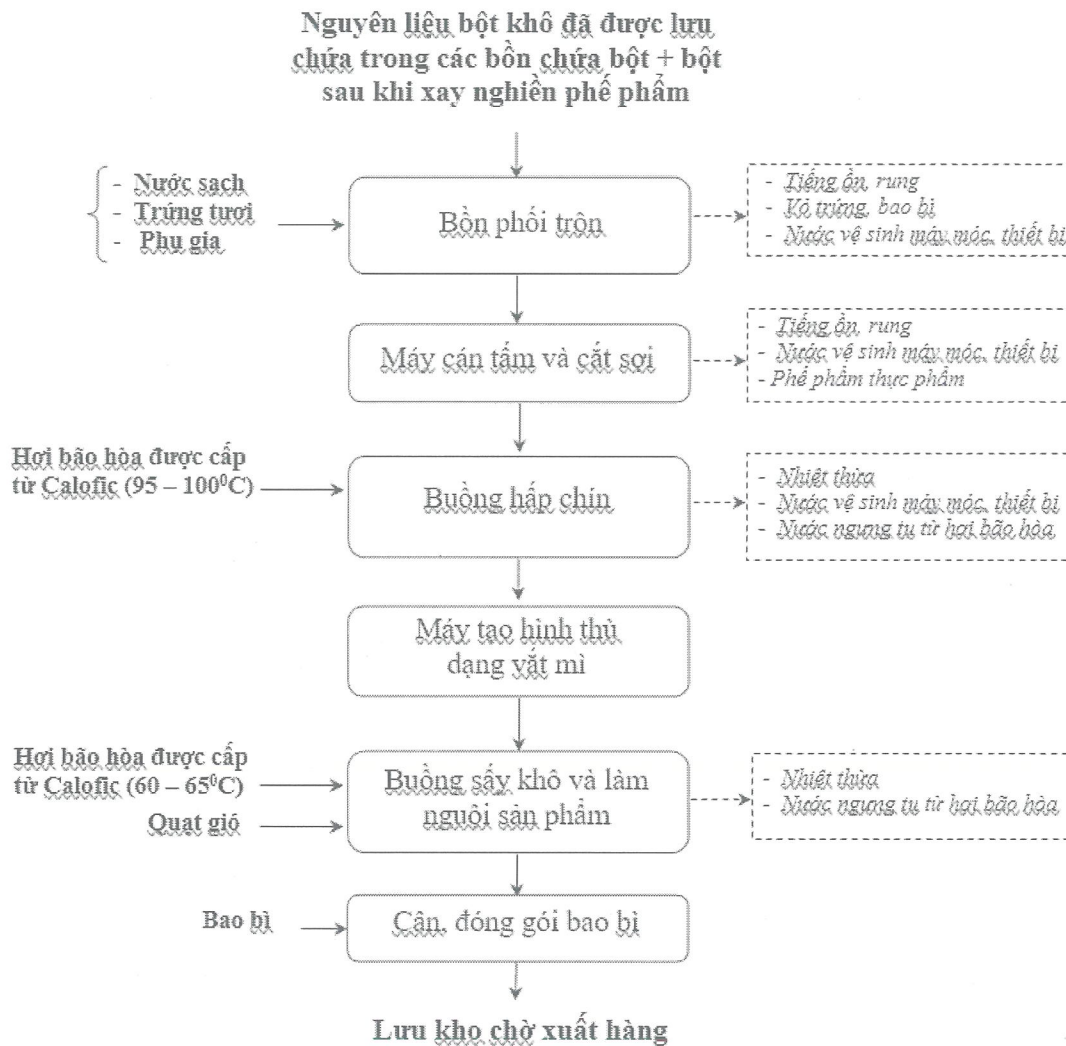 Nguyên liệu bột khô đã được lưu
chứa trong các bồn chứa bột + bột
sau khi xay nghiền phế phẩm
- Nước sạch
- Trứng tươi
- Phụ gia
Bồn phối trộn
- Tiếng ồn, rung
- Vỏ trứng, bao bì
- Nước vệ sinh máy móc, thiết bị
Máy cán tấm và cắt sợi
- Tiếng ồn, rung
- Nước vệ sinh máy móc, thiết bị
- Phế phẩm thực phẩm
Hơi bão hòa được cấp
từ Calofic (95 – 100⁰C)
Buồng hấp chín
- Nhiệt thừa
- Nước vệ sinh máy móc, thiết bị
- Nước ngưng tụ từ hơi bão hòa
Máy tạo hình thù
dạng vắt mì
Hơi bão hòa được cấp
từ Calofic (60 – 65⁰C)
Quạt gió
Buồng sấy khô và làm
nguội sản phẩm
- Nhiệt thừa
- Nước ngưng tụ từ hơi bão hòa
Bao bì
Cân, đóng gói bao bì
Lưu kho chờ xuất hàng